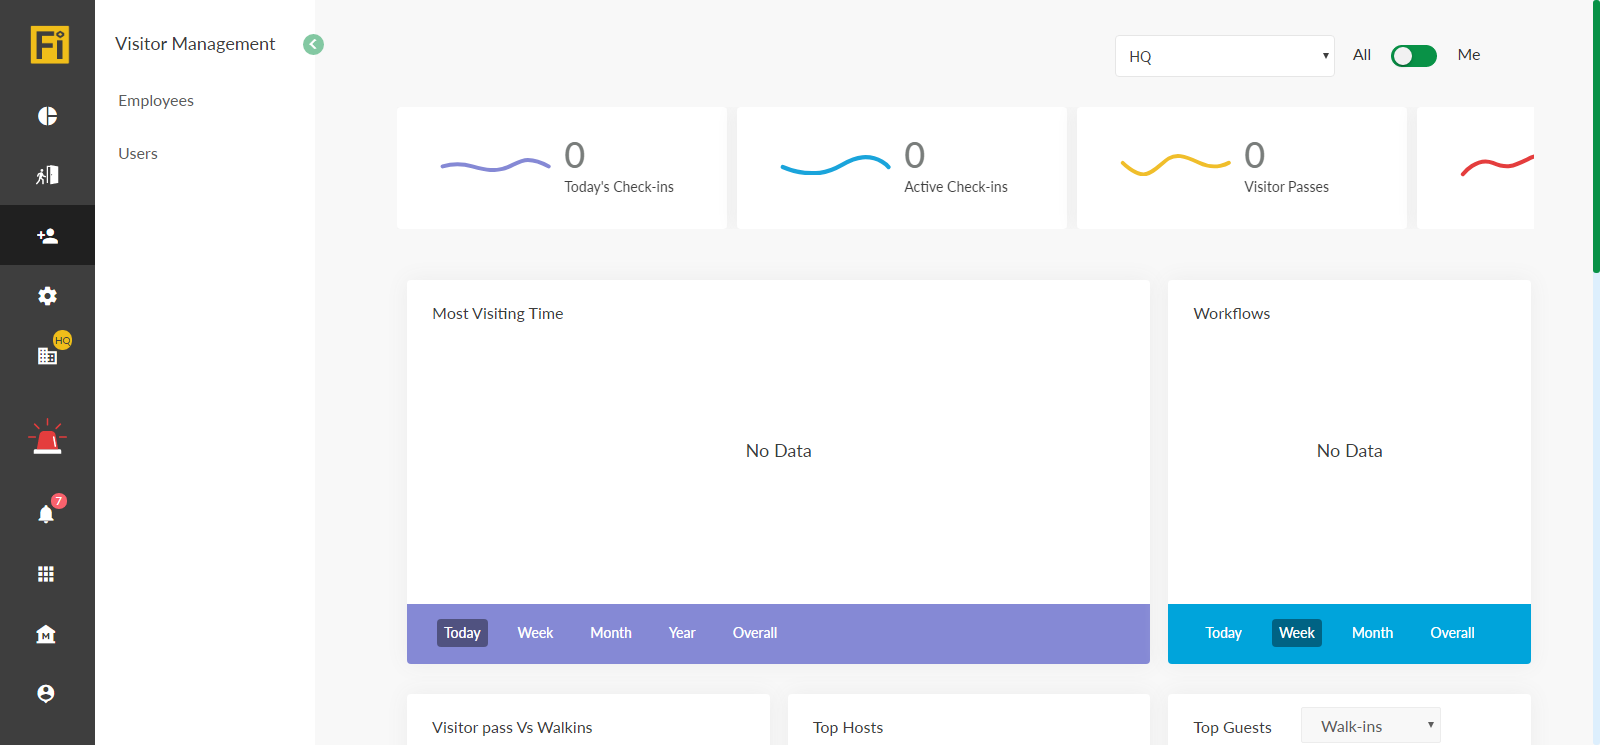 Fi
Visitor Management
Employees
Users
HQ
All
Me
0
Today's Check-ins
0
Active Check-ins
0
Visitor Passes
HQ
7
M
Most Visiting Time
No Data
Today Week Month Year Overall
Workflows
No Data
Today Week Month Overall
Visitor pass Vs Walkins
Top Hosts
Top Guests
Walk-ins